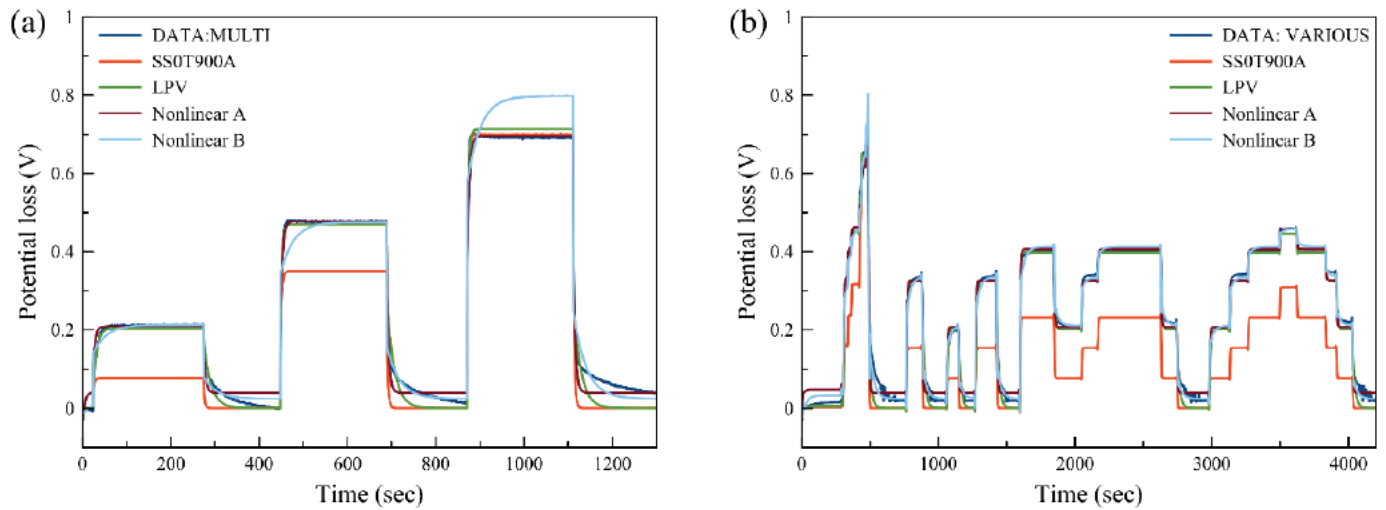 (a)
DATA:MULTI
SS0T900A
LPV
Nonlinear A
Nonlinear B
Potential loss (V)
1
0.8
0.6
0.4
0.2
0
0 200 400 600 800 1000 1200
Time (sec)
(b)
DATA: VARIOUS
SS0T900A
LPV
Nonlinear A
Nonlinear B
Potential loss (V)
1
0.8
0.6
0.4
0.2
0
0 1000 2000 3000 4000
Time (sec)